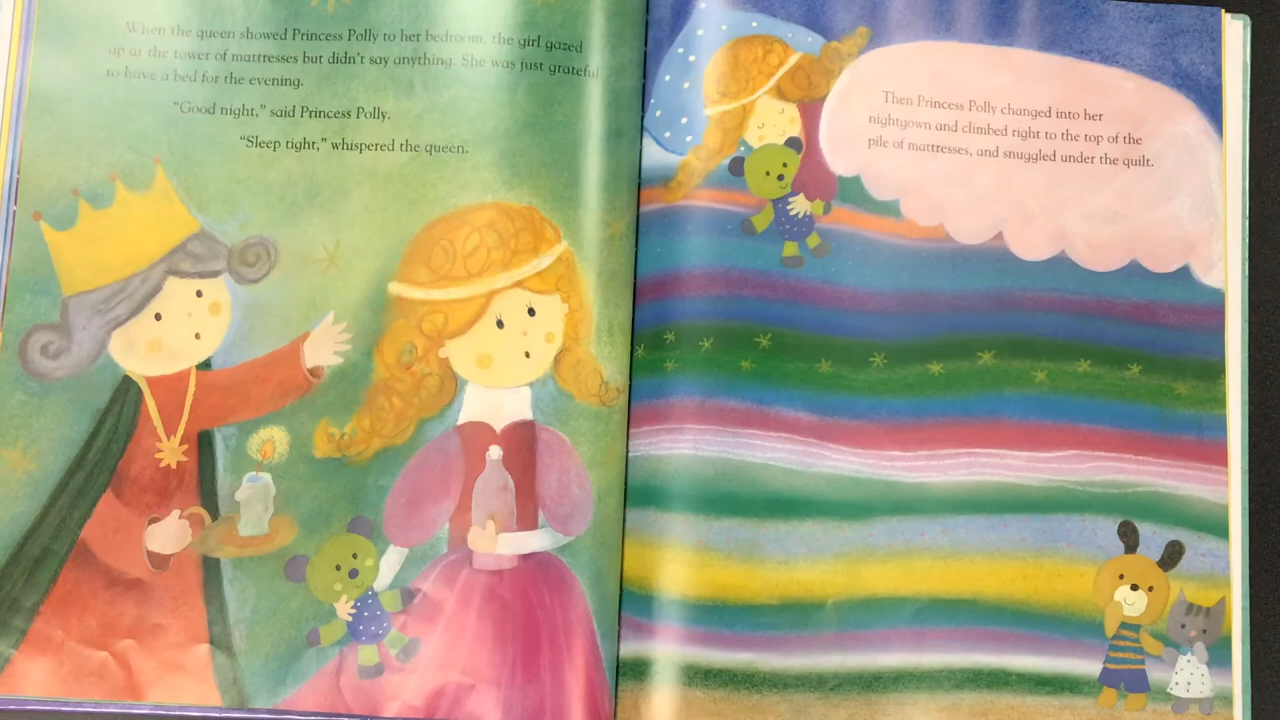 When the queen showed Princess Polly to her bedroom, the girl gazed
up at the tower of mattresses but didn't say anything. She was just grateful
to have a bed for the evening.
“Good night,” said Princess Polly.
“Sleep tight,” whispered the queen.
Then Princess Polly changed into her
nightgown and climbed right to the top of the
pile of mattresses, and snuggled under the quilt.